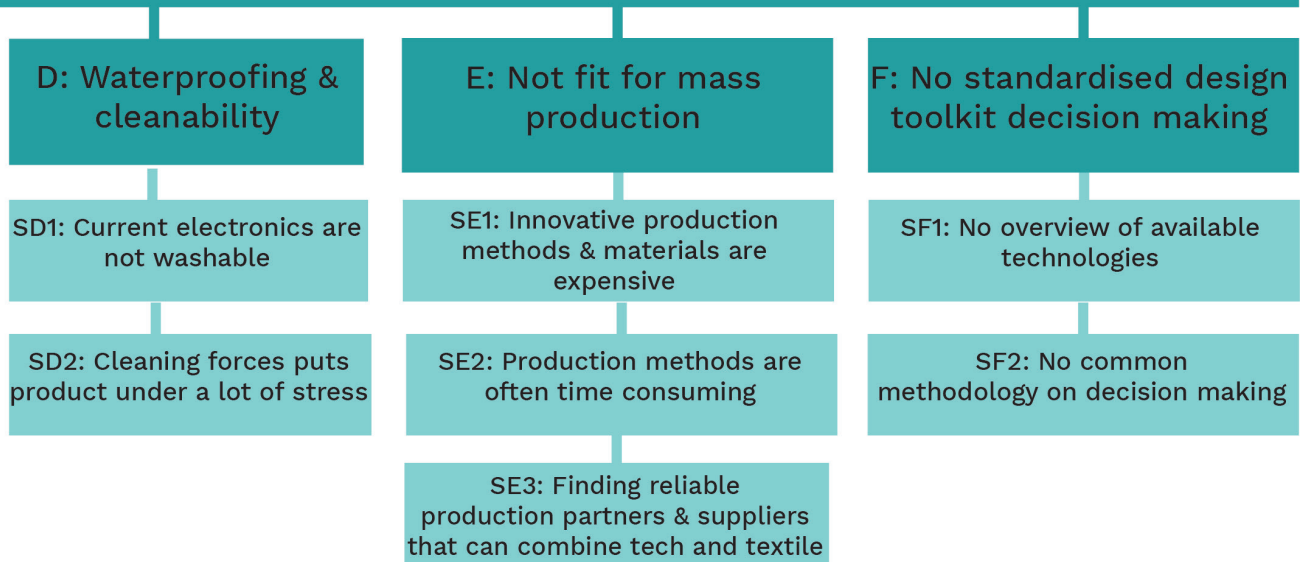 D: Waterproofing &
cleanability
SD1: Current electronics are
not washable
SD2: Cleaning forces puts
product under a lot of stress
E: Not fit for mass
production
SE1: Innovative production
methods & materials are
expensive
SE2: Production methods are
often time consuming
SE3: Finding reliable
production partners & suppliers
that can combine tech and textile
F: No standardised design
toolkit decision making
SF1: No overview of available
technologies
SF2: No common
methodology on decision making